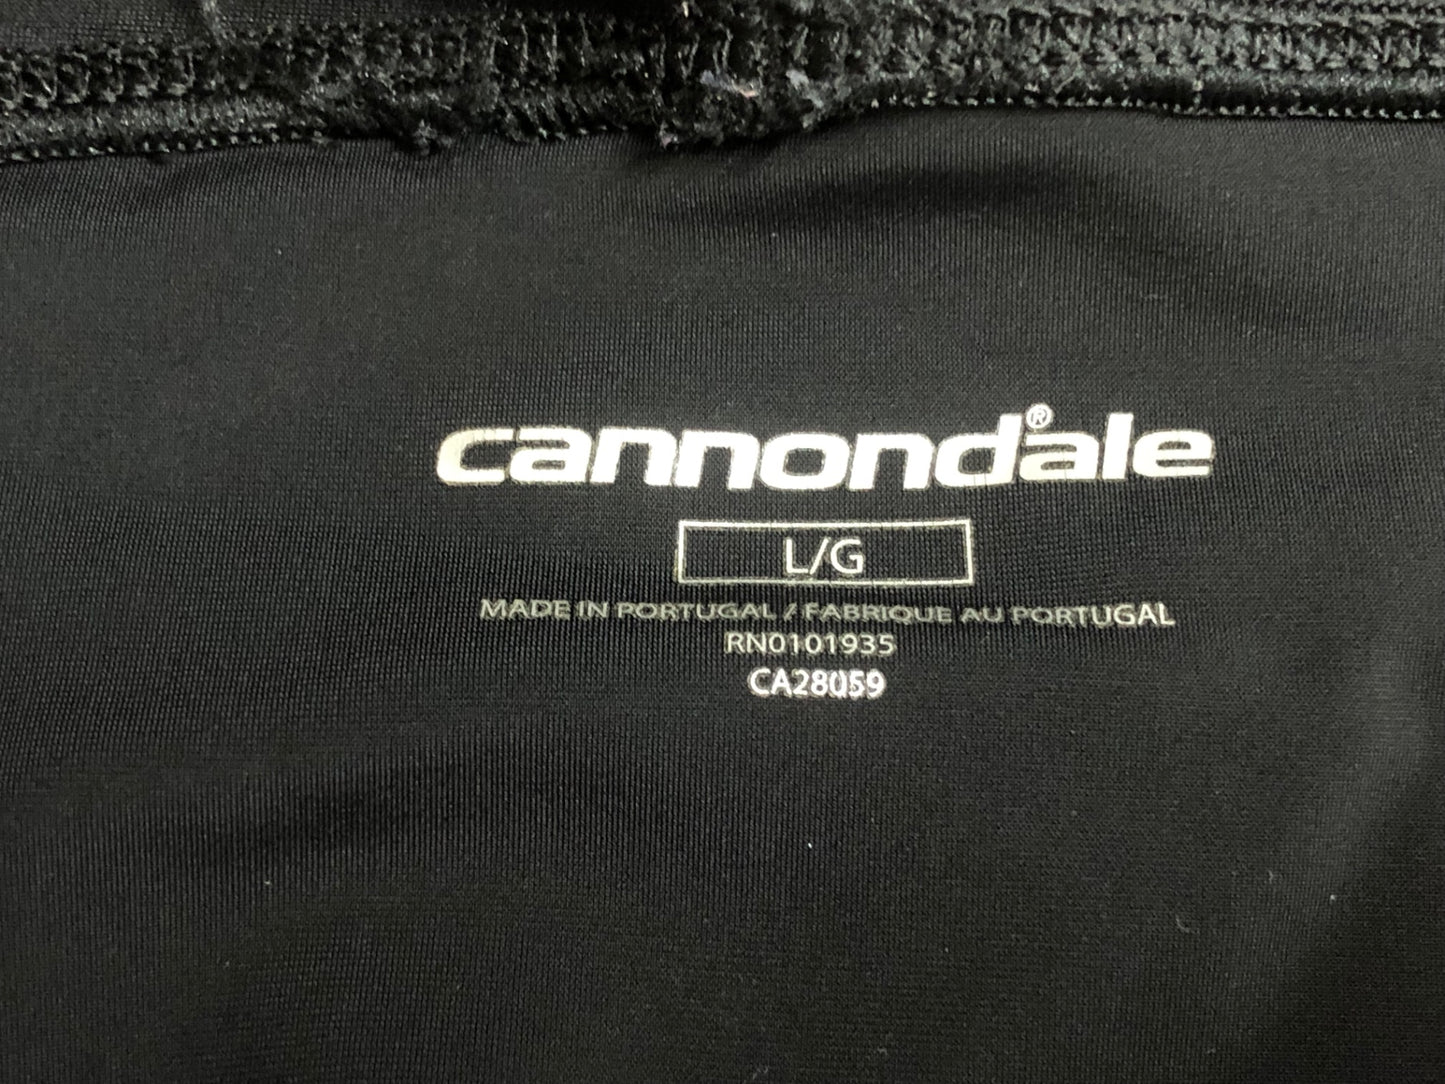 cannondale®
L/G
MADE IN PORTUGAL / FABRIQUE AU PORTUGAL
RN0101935
CA28059